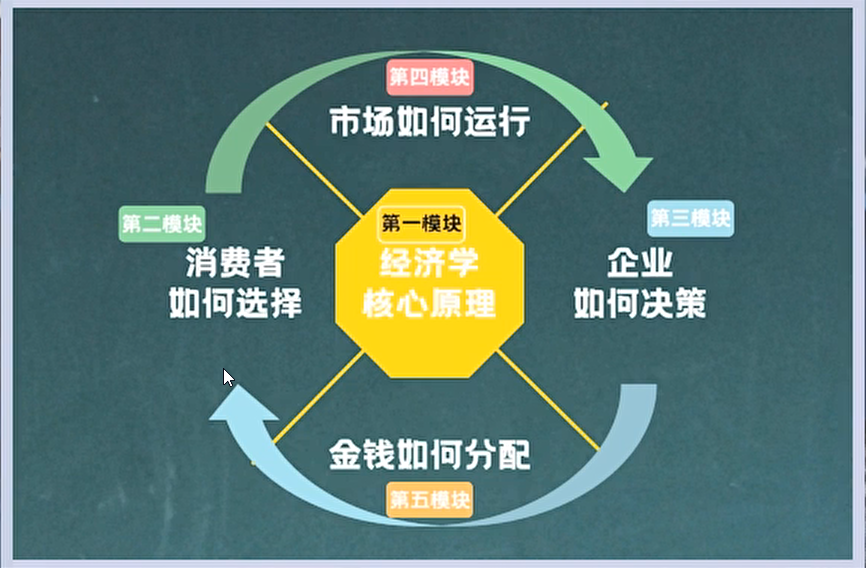 第四模块
市场如何运行
第二模块
消费者
如何选择
第一模块
经济学
核心原理
第三模块
企业
如何决策
金钱如何分配
第五模块